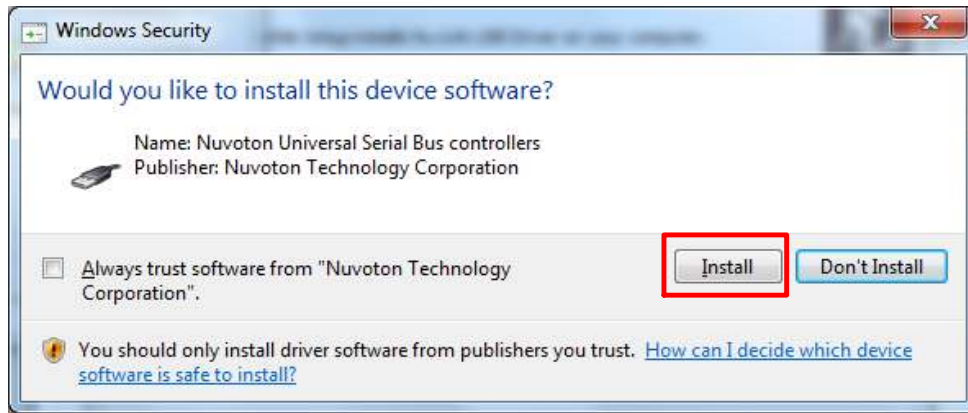 Windows Security
Would you like to install this device software?
Name: Nuvoton Universal Serial Bus controllers
Publisher: Nuvoton Technology Corporation
Always trust software from "Nuvoton Technology
Corporation".
Install
Don't Install
You should only install driver software from publishers you trust. How can I decide which device
software is safe to install?